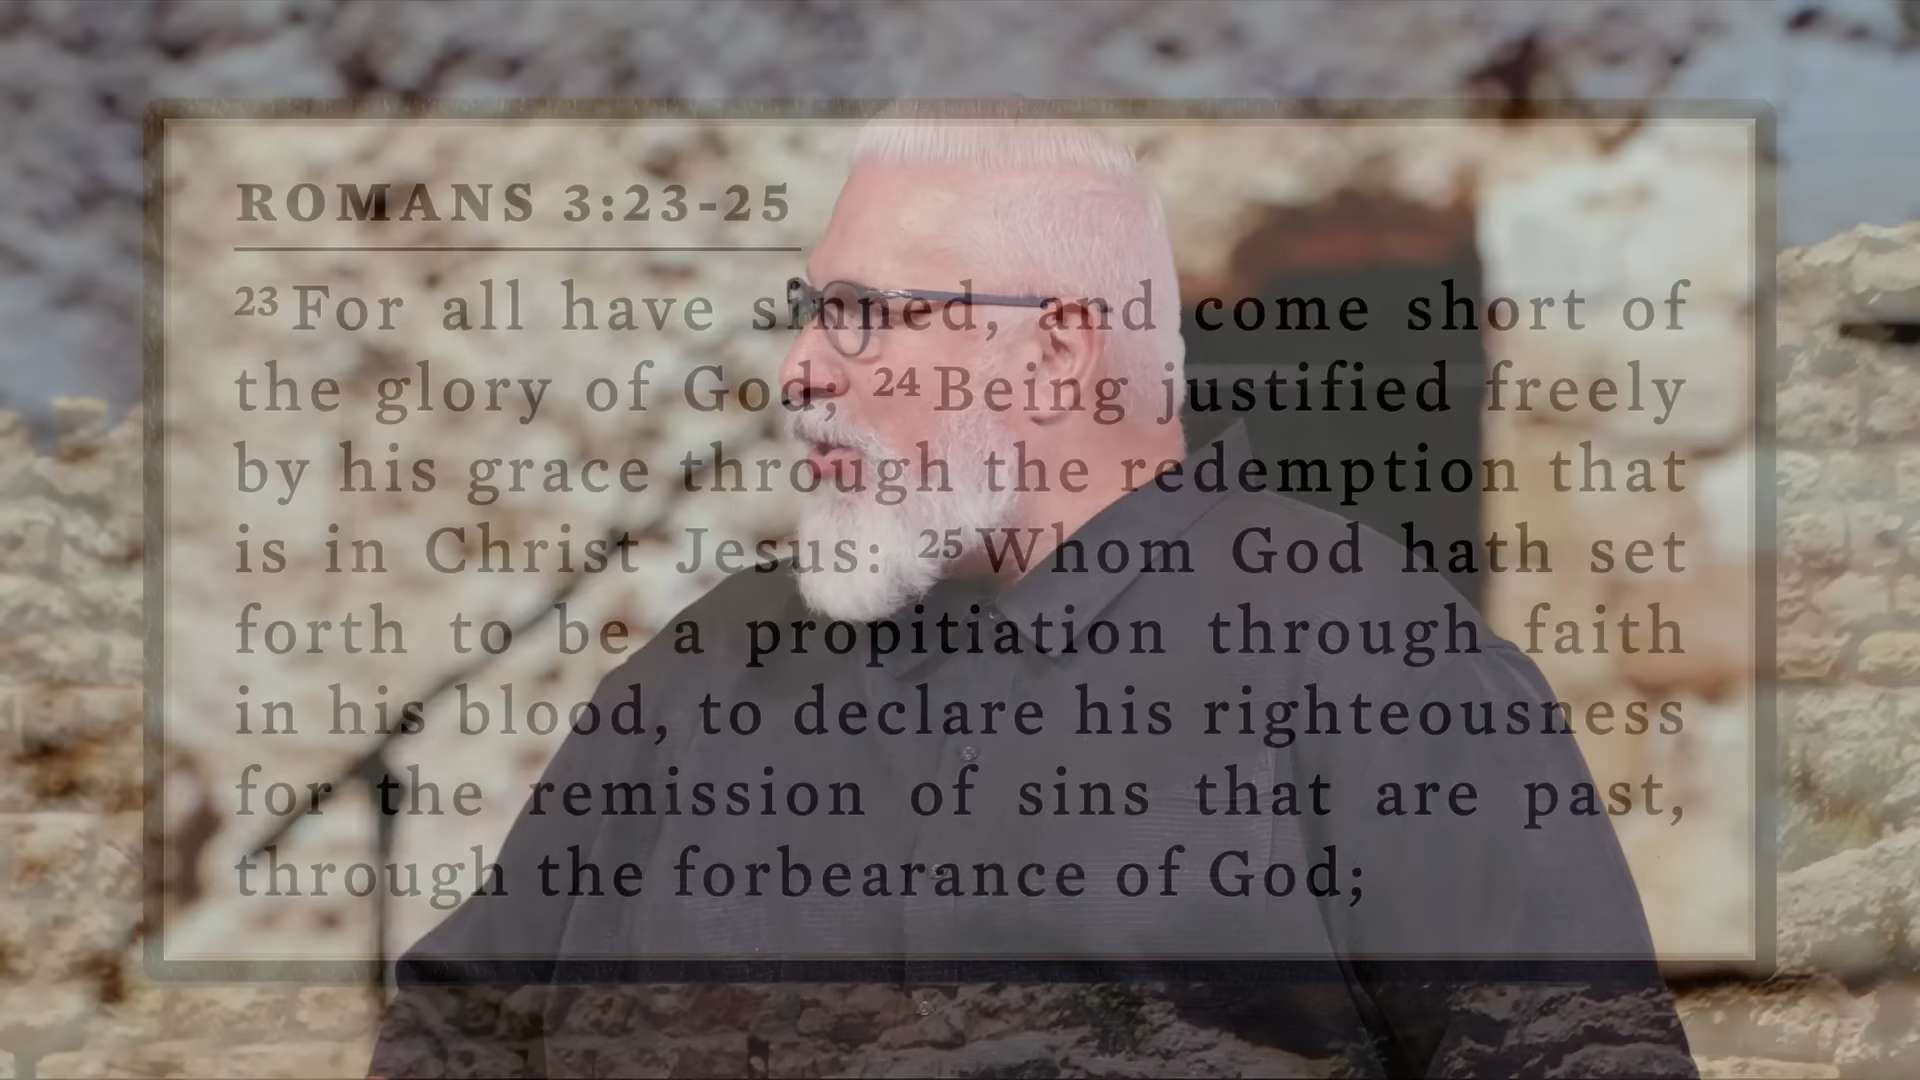 ROMANS 3:23-25
23 For all have sinned, and come short of
the glory of God; 24 Being justified freely
by his grace through the redemption that
is in Christ Jesus: 25 Whom God hath set
forth to be a propitiation through faith
in his blood, to declare his righteousness
for the remission of sins that are past,
through the forbearance of God;